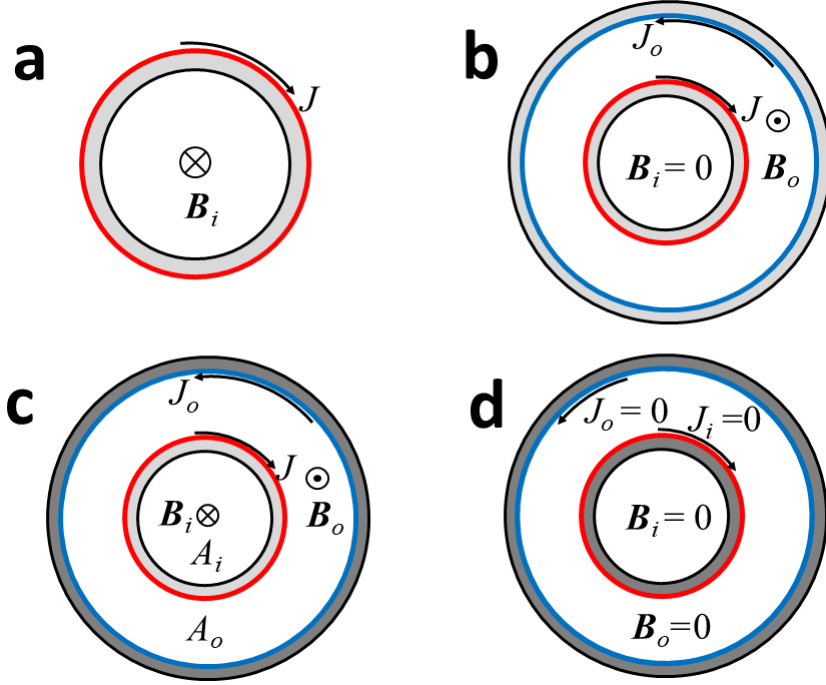 a
J
B_i
b
J_o
J
B_i = 0
B_o
c
J_o
J
B_i
B_o
A_i
A_o
d
J_o = 0
J_i =0
B_i = 0
B_o =0